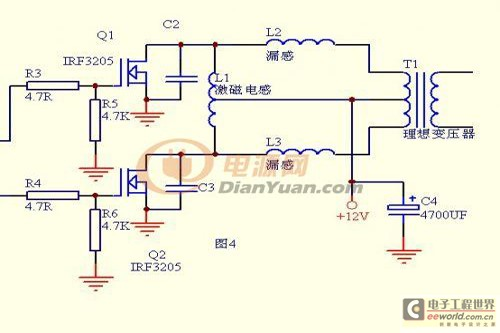 Q1
IRF3205
C2
L2
漏感
T1
R3
4.7R
R5
4.7K
L1
激磁电感
理想变压器
L3
漏感
电源网
DianYuan.com
R4
4.7R
R6
4.7K
C3
+12V
C4
4700UF
Q2
IRF3205
图4
电子工程世界
eeworld.com.cn